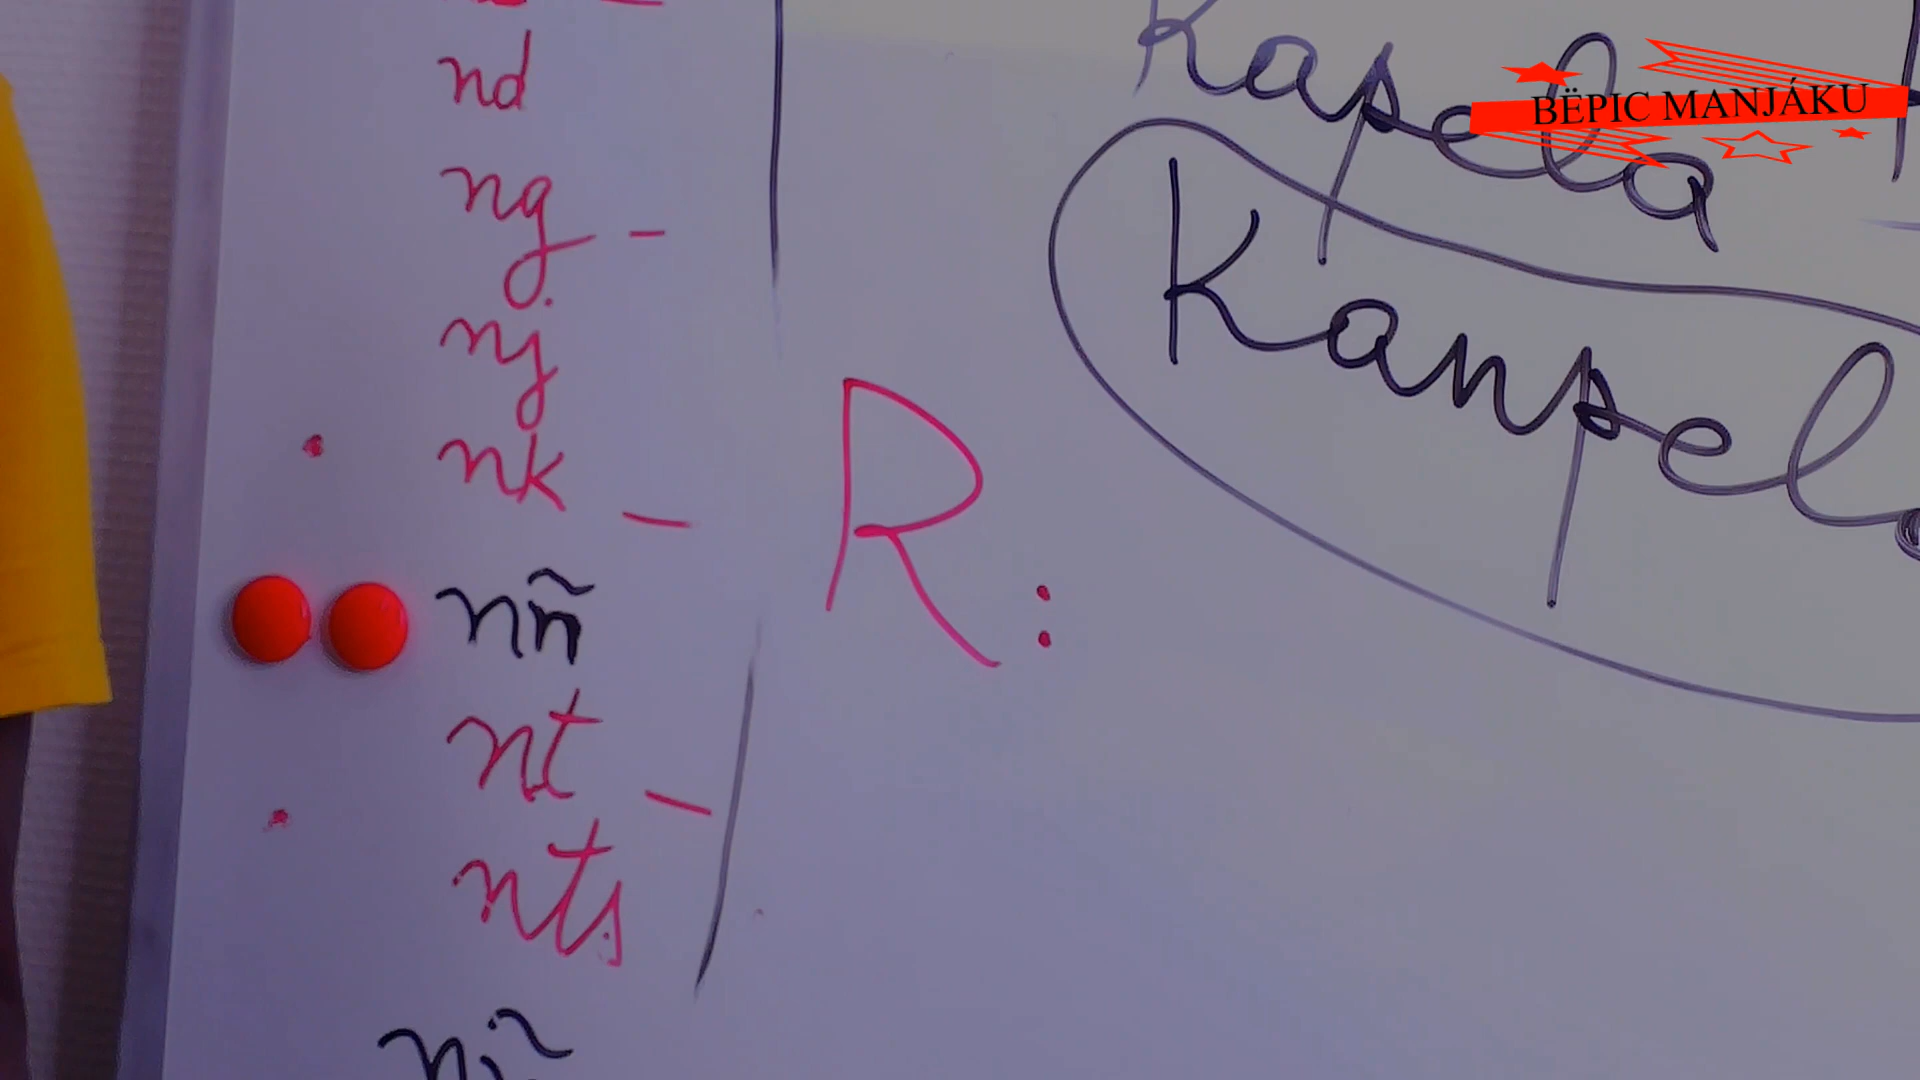 nd
ng -
nj
nk -
nñ
nt -
nts
R:
Kapela
BËPIC MANJÁKU
Kanpela